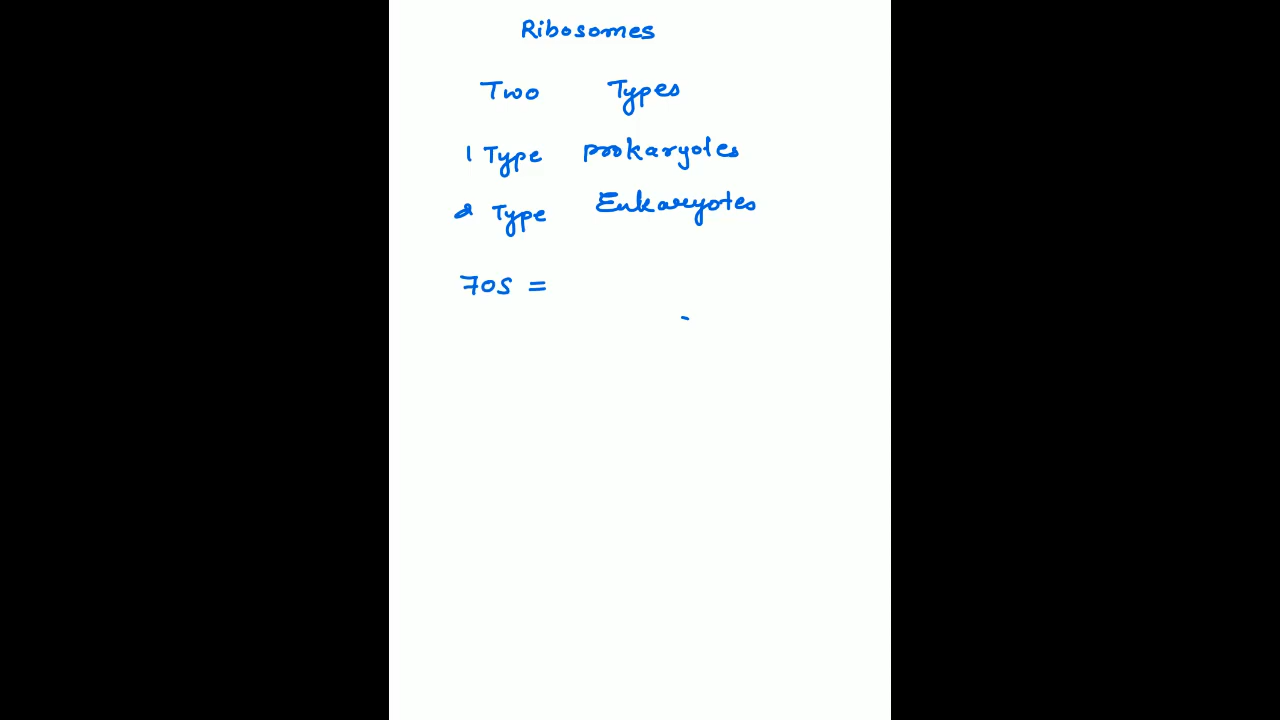 Ribosomes
Two Types
1 Type prokaryotes
2 Type Eukaryotes
70S =